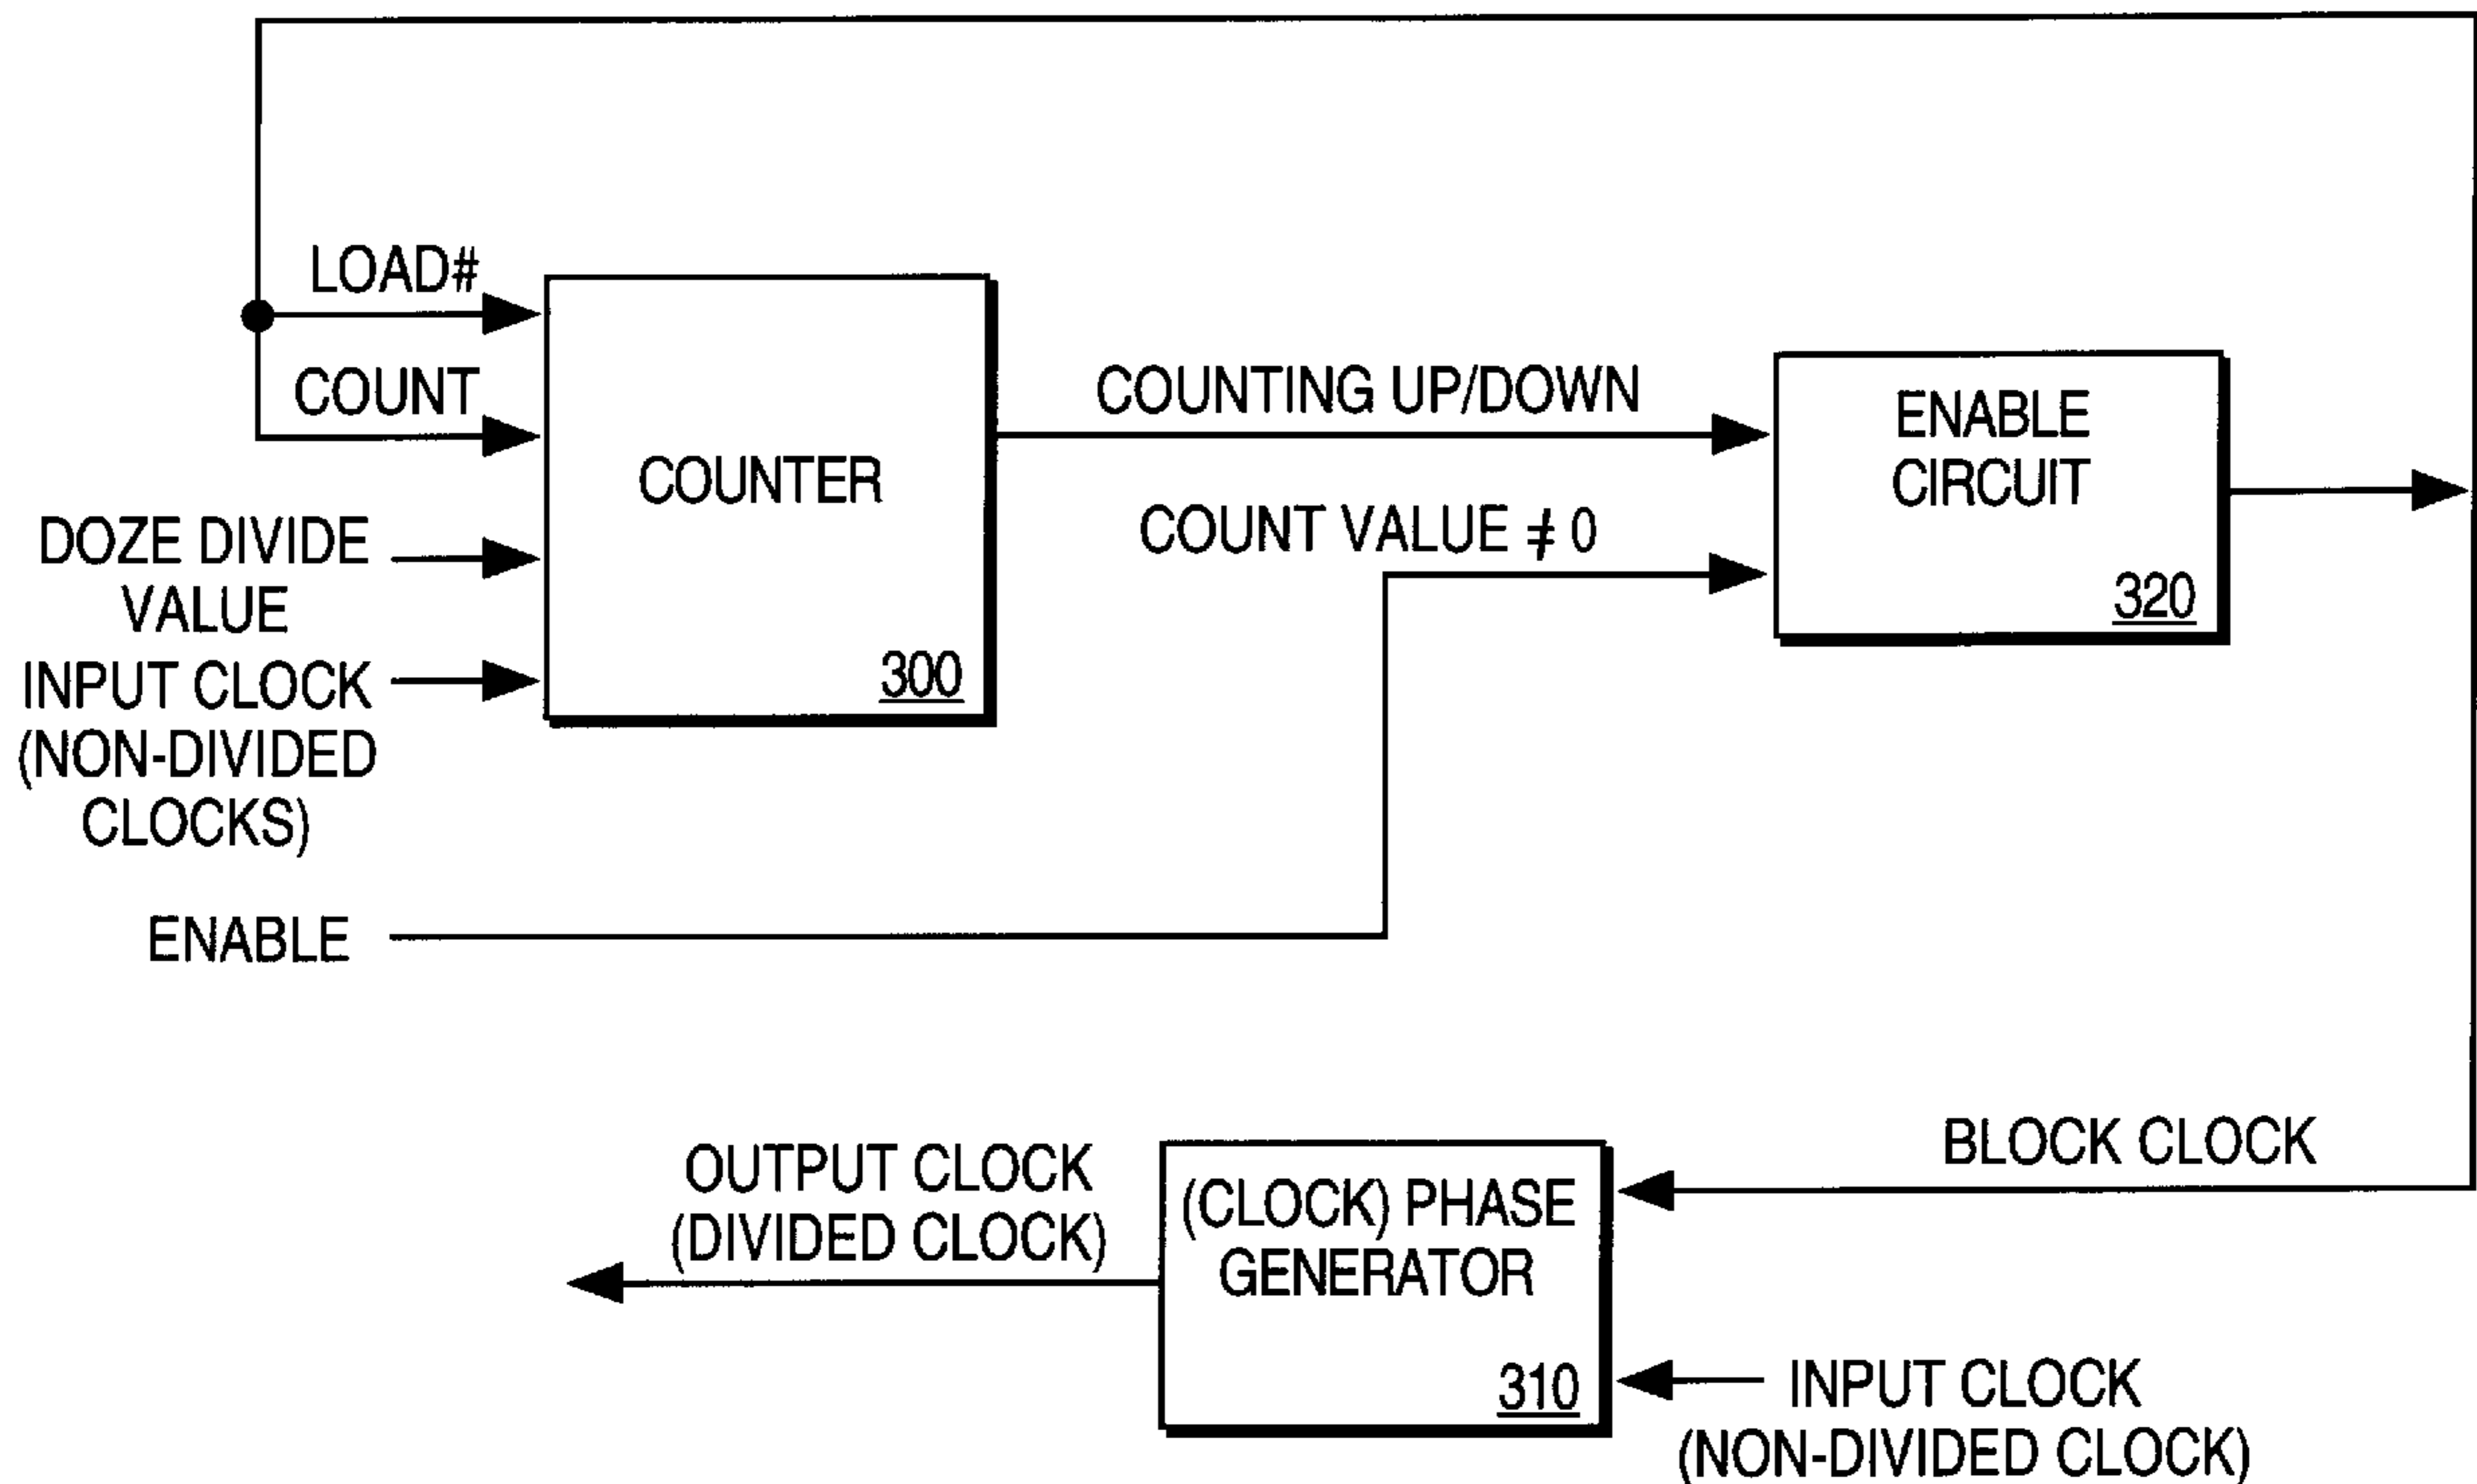 LOAD#
COUNT
DOZE DIVIDE
VALUE
INPUT CLOCK
(NON-DIVIDED
CLOCKS)
ENABLE
COUNTER
300
COUNTING UP/DOWN
COUNT VALUE ≠ 0
ENABLE
CIRCUIT
320
BLOCK CLOCK
OUTPUT CLOCK
(DIVIDED CLOCK)
(CLOCK) PHASE
GENERATOR
310
INPUT CLOCK
(NON-DIVIDED CLOCK)